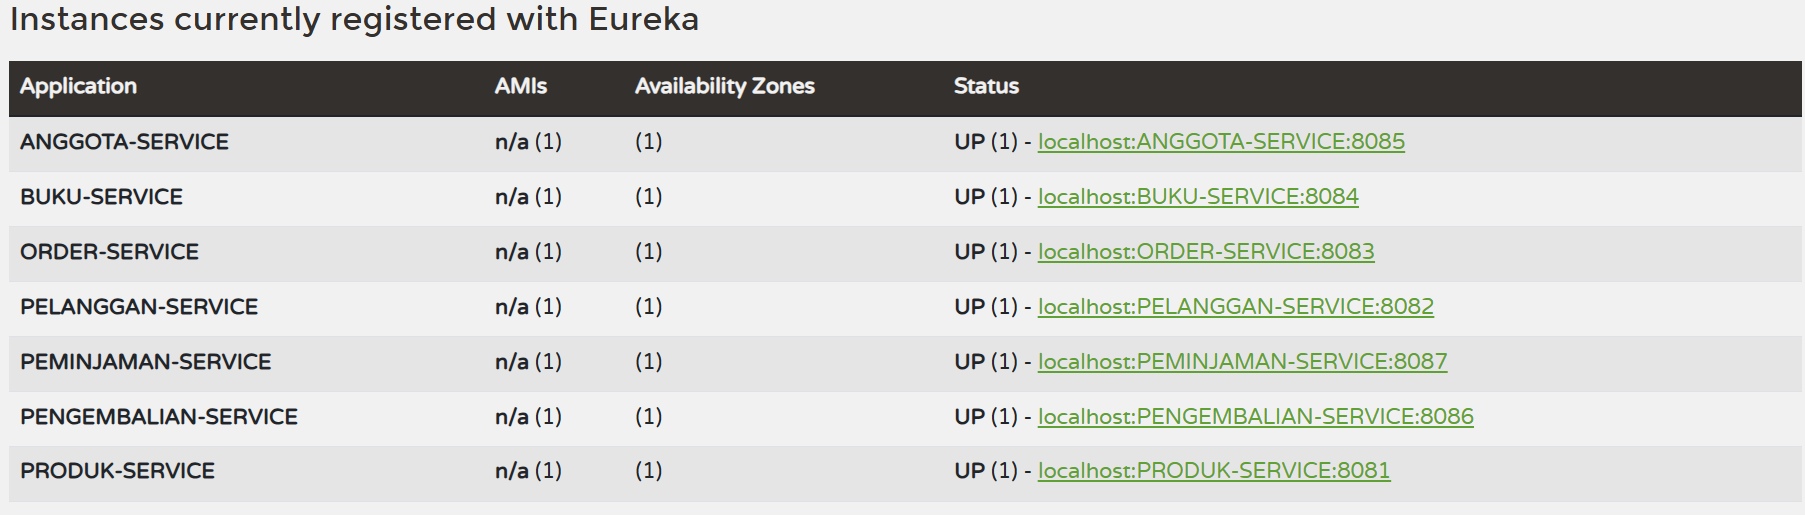 Instances currently registered with Eureka
Application AMIs Availability Zones Status
ANGGOTA-SERVICE n/a (1) (1) UP (1) - localhost:ANGGOTA-SERVICE:8085
BUKU-SERVICE n/a (1) (1) UP (1) - localhost:BUKU-SERVICE:8084
ORDER-SERVICE n/a (1) (1) UP (1) - localhost:ORDER-SERVICE:8083
PELANGGAN-SERVICE n/a (1) (1) UP (1) - localhost:PELANGGAN-SERVICE:8082
PEMINJAMAN-SERVICE n/a (1) (1) UP (1) - localhost:PEMINJAMAN-SERVICE:8087
PENGEMBALIAN-SERVICE n/a (1) (1) UP (1) - localhost:PENGEMBALIAN-SERVICE:8086
PRODUK-SERVICE n/a (1) (1) UP (1) - localhost:PRODUK-SERVICE:8081